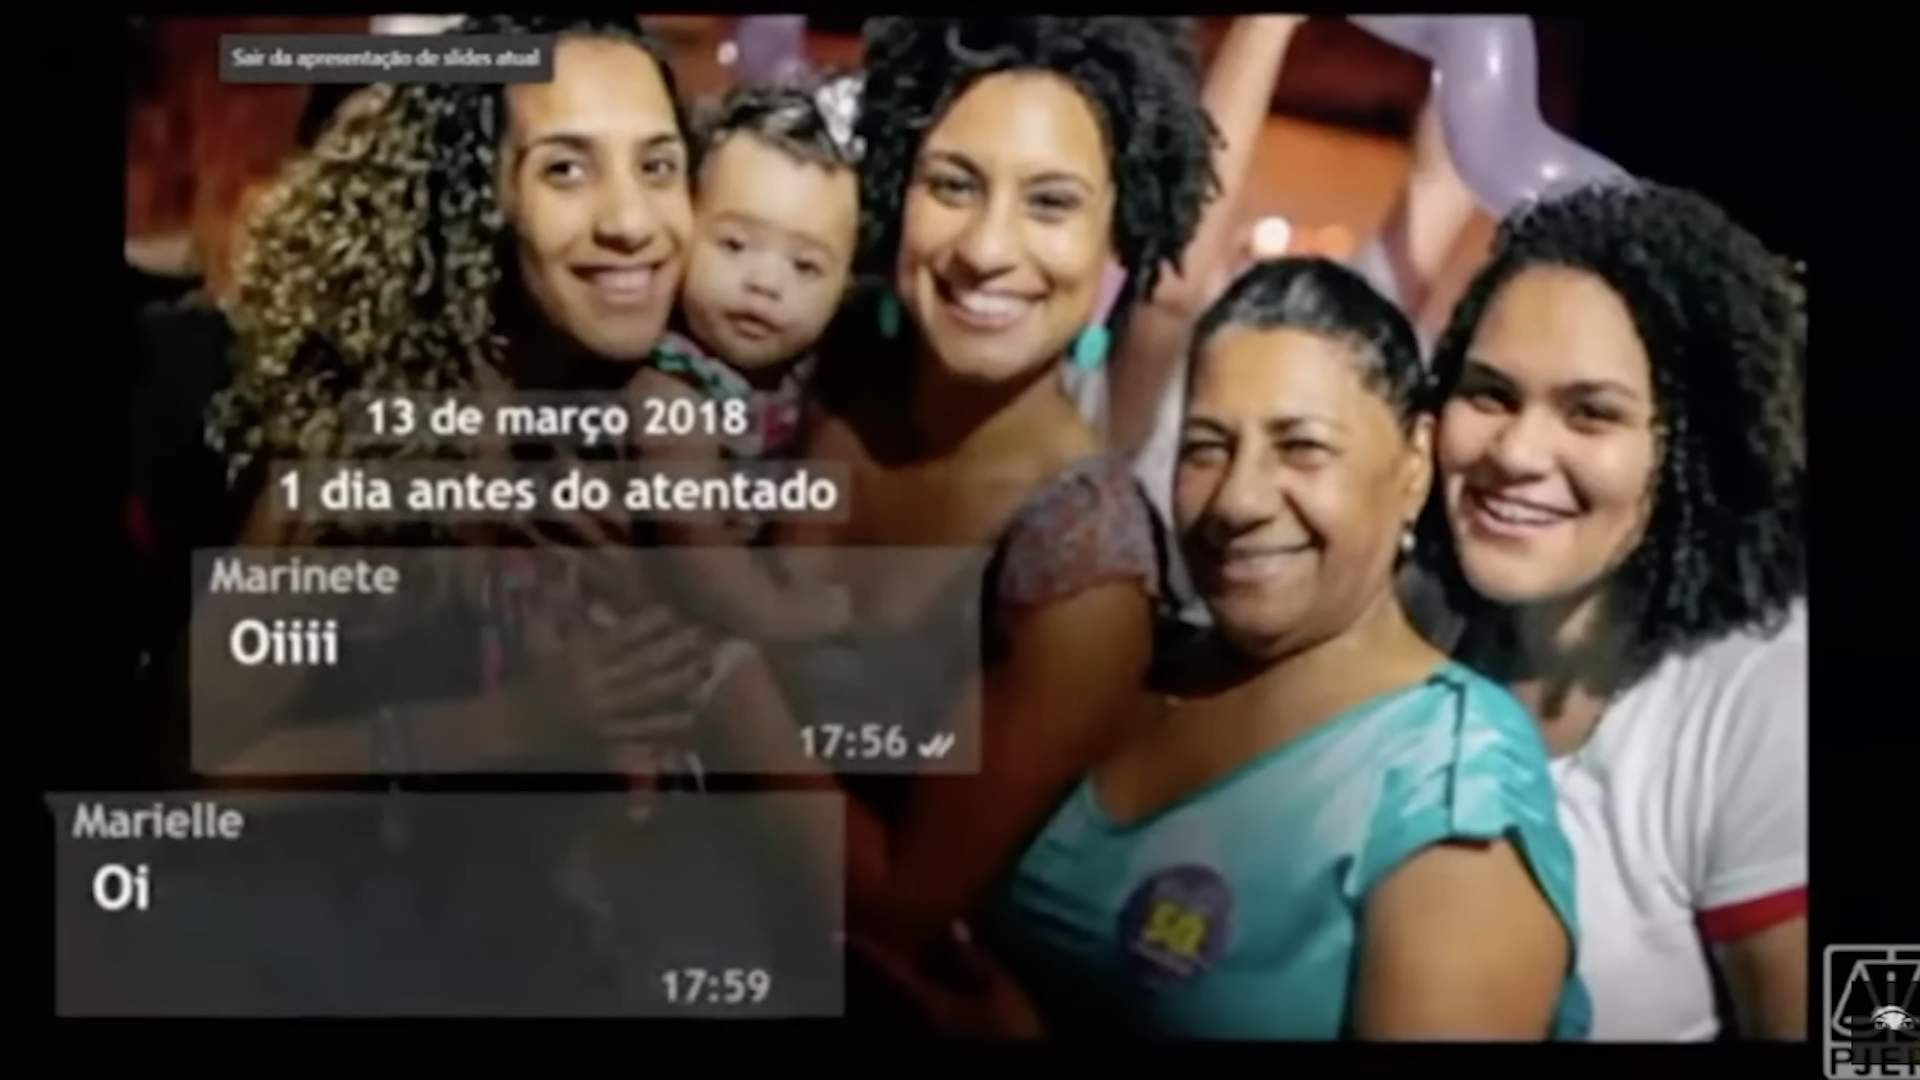 Sair da apresentação de slides atual
13 de março 2018
1 dia antes do atentado
Marinete
Oiiii
17:56
Marielle
Oi
17:59